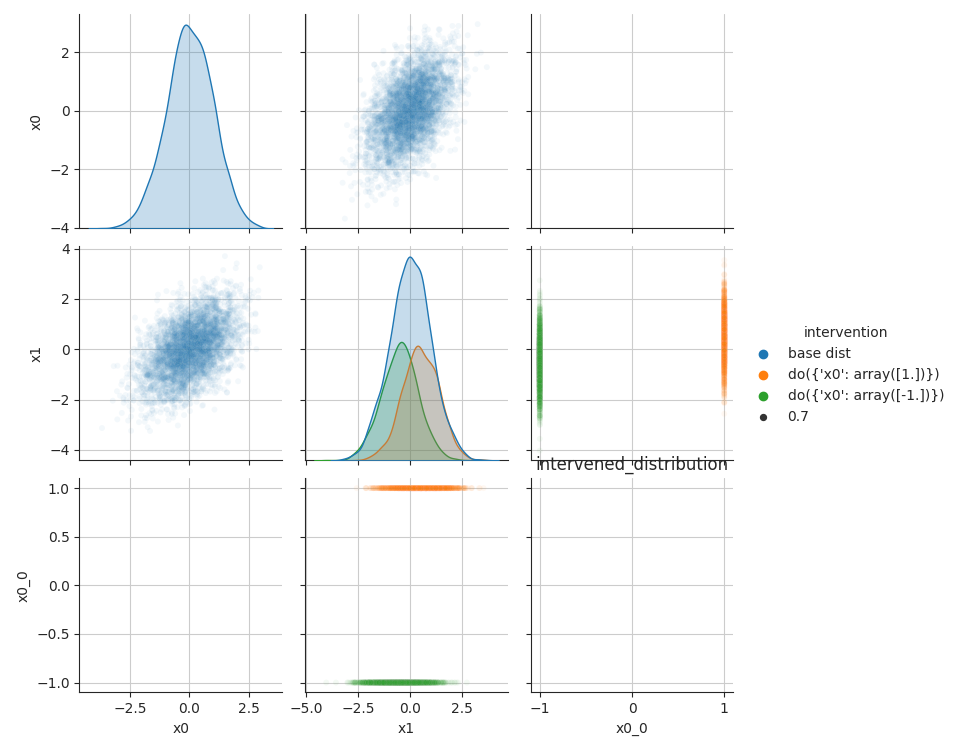 x0
2
0
−2
−4
x1
4
2
0
−2
−4
intervention
base dist
do({'x0': array([1.])})
do({'x0': array([-1.])})
0.7
intervened_distribution
x0_0
1.0
0.5
0.0
−0.5
−1.0
−2.5 0.0 2.5
−5.0 −2.5 0.0 2.5
−1 0 1
x0
x1
x0_0